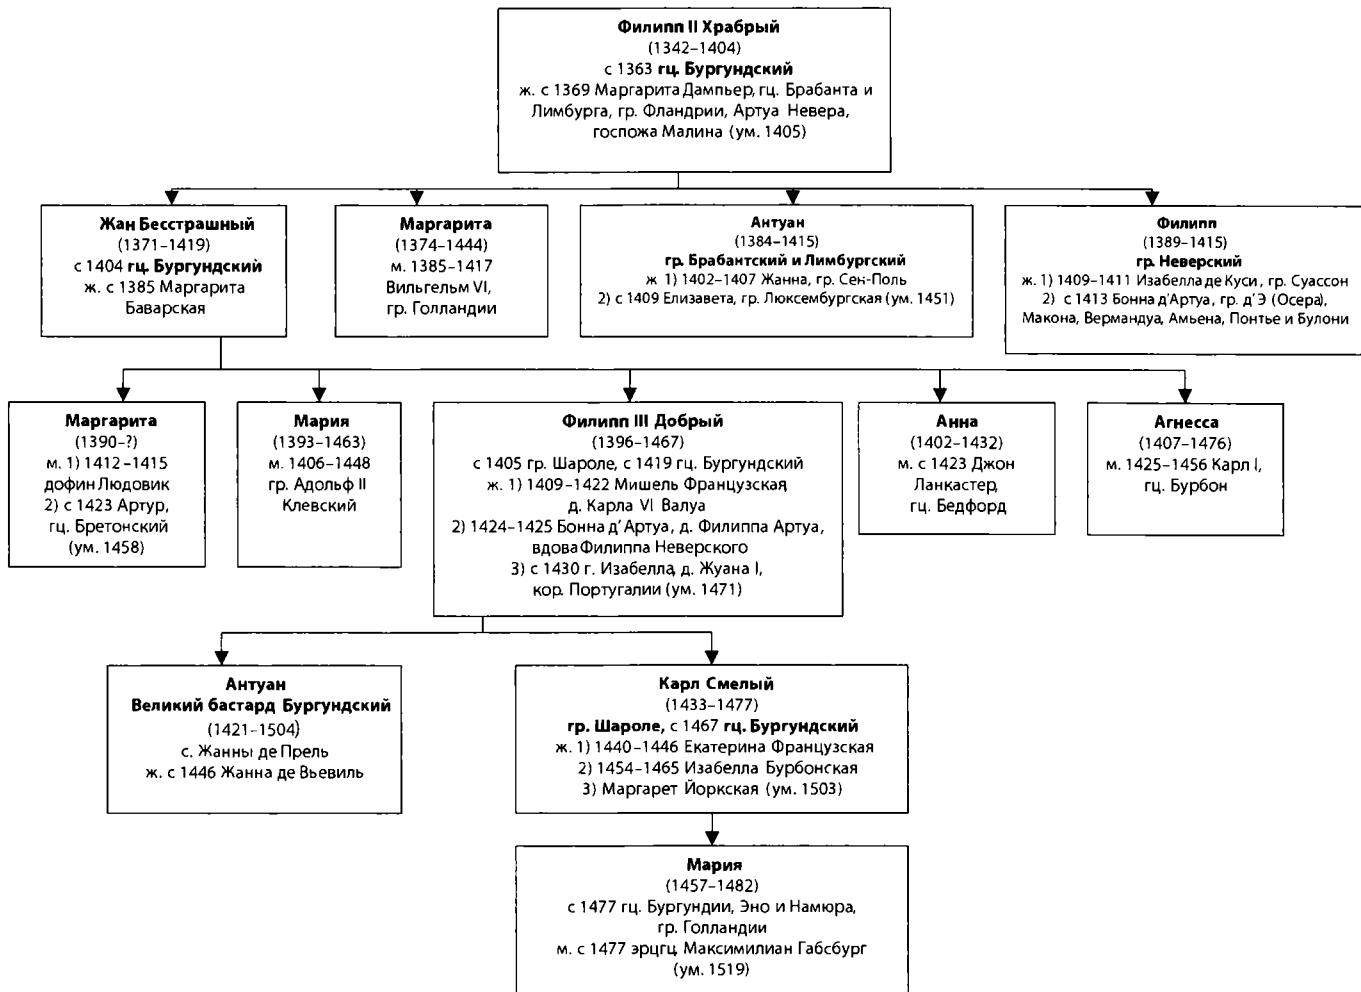 Филипп II Храбрый
(1342–1404)
с 1363 гц. Бургундский
ж. с 1369 Маргарита Дампьер, гц. Брабанта и
Лимбурга, гр. Фландрии, Артуа Невера,
госпожа Малина (ум. 1405)
Жан Бесстрашный
(1371–1419)
с 1404 гц. Бургундский
ж. с 1385 Маргарита
Баварская
Маргарита
(1374–1444)
м. 1385–1417
Вильгельм VI,
гр. Голландии
Антуан
(1384–1415)
гр. Брабантский и Лимбургский
ж 1) 1402–1407 Жанна, гр. Сен-Поль
2) с 1409 Елизавета, гр. Люксембургская (ум. 1451)
Филипп
(1389–1415)
гр. Неверский
ж. 1) 1409–1411 Изабелла де Куси, гр. Суассон
2) с 1413 Бонна д'Артуа, гр. д'Э (Осера),
Макона, Вермандуа, Амьена, Понтье и Булони
Маргарита
(1390–?)
м. 1) 1412–1415
дофин Людовик
2) с 1423 Артур,
гц. Бретонский
(ум. 1458)
Мария
(1393–1463)
м. 1406–1448
гр. Адольф II
Клевский
Филипп III Добрый
(1396–1467)
с 1405 гр. Шароле, с 1419 гц. Бургундский
ж. 1) 1409–1422 Мишель Французская,
д. Карла VI Валуа
2) 1424–1425 Бонна д'Артуа, д. Филиппа Артуа,
вдова Филиппа Неверского
3) с 1430 г. Изабелла, д. Жуана I,
кор. Португалии (ум. 1471)
Анна
(1402–1432)
м. с 1423 Джон
Ланкастер,
гц. Бедфорд
Агнесса
(1407–1476)
м. 1425–1456 Карл I,
гц. Бурбон
Антуан
Великий бастард Бургундский
(1421–1504)
с. Жанны де Прель
ж. с 1446 Жанна де Вьевиль
Карл Смелый
(1433–1477)
гр. Шароле, с 1467 гц. Бургундский
ж. 1) 1440–1446 Екатерина Французская
2) 1454–1465 Изабелла Бурбонская
3) Маргарет Йоркская (ум. 1503)
Мария
(1457–1482)
с 1477 гц. Бургундии, Эно и Намюра,
гр. Голландии
м. с 1477 эрцгц. Максимилиан Габсбург
(ум. 1519)